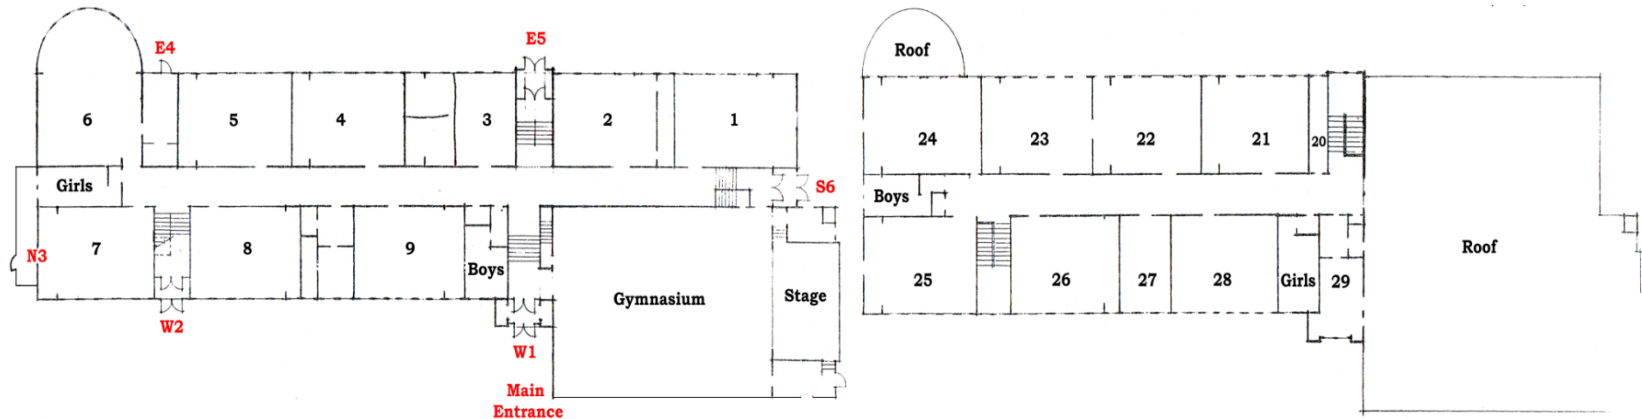 E4
E5
6
5
4
3
2
1
Girls
S6
N3
7
8
9
Boys
Gymnasium
Stage
W2
W1
Main
Entrance
Roof
24
23
22
21
20
Boys
25
26
27
28
Girls
29
Roof